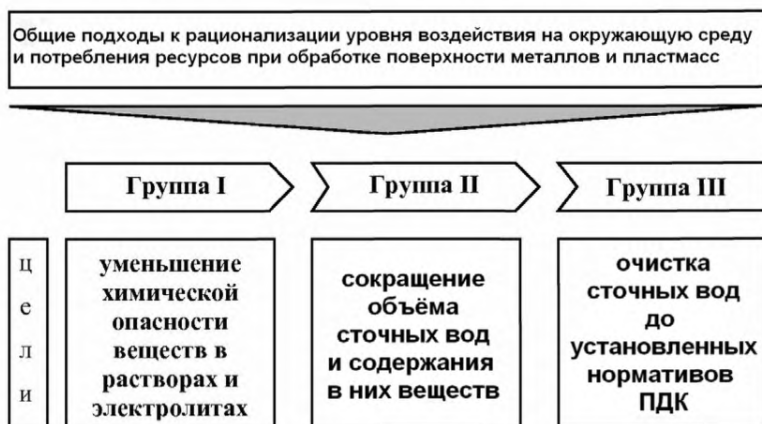 Общие подходы к рационализации уровня воздействия на окружающую среду
и потребления ресурсов при обработке поверхности металлов и пластмасс
Группа I
Группа II
Группа III
цели
уменьшение
химической
опасности
веществ в
растворах и
электролитах
сокращение
объёма
сточных вод
и содержания
в них веществ
очистка
сточных вод
до
установленных
нормативов
ПДК